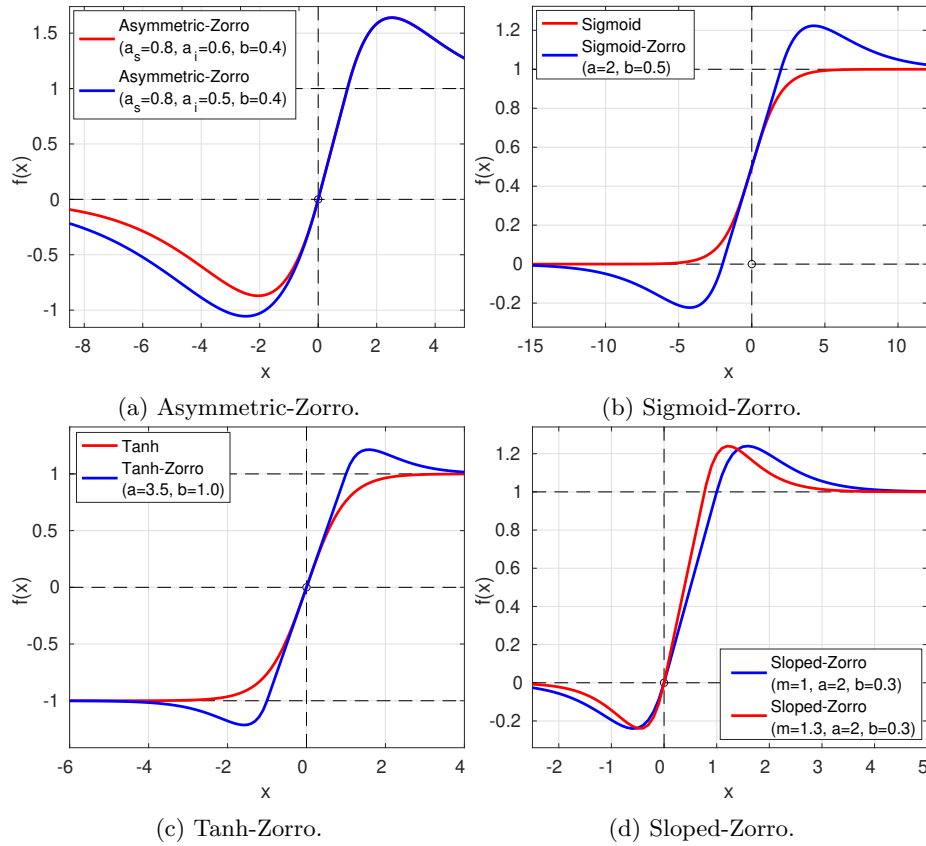 Asymmetric-Zorro
(a_s=0.8, a_i=0.6, b=0.4)
Asymmetric-Zorro
(a_s=0.8, a_i=0.5, b=0.4)
1.5
1
0.5
0
-0.5
-1
f(x)
-8 -6 -4 -2 0 2 4
x
(a) Asymmetric-Zorro.
Sigmoid
Sigmoid-Zorro
(a=2, b=0.5)
1.2
1
0.8
0.6
0.4
0.2
0
-0.2
f(x)
-15 -10 -5 0 5 10
x
(b) Sigmoid-Zorro.
Tanh
Tanh-Zorro
(a=3.5, b=1.0)
1
0.5
0
-0.5
-1
f(x)
-6 -4 -2 0 2 4
x
(c) Tanh-Zorro.
1.2
1
0.8
0.6
0.4
0.2
0
-0.2
f(x)
Sloped-Zorro
(m=1, a=2, b=0.3)
Sloped-Zorro
(m=1.3, a=2, b=0.3)
-2 -1 0 1 2 3 4 5
x
(d) Sloped-Zorro.